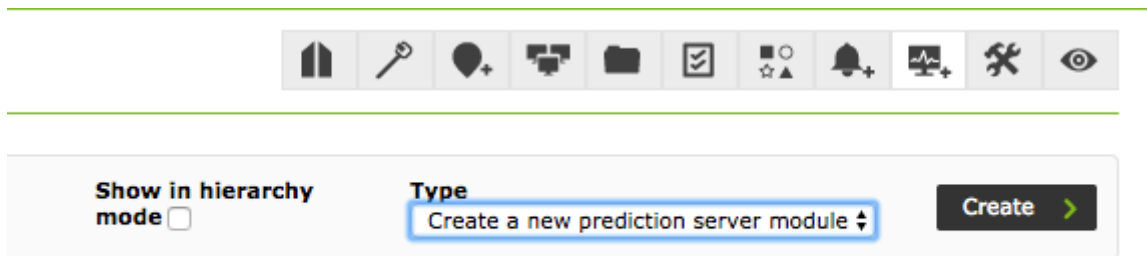 Show in hierarchy
mode
Type
Create a new prediction server module
Create